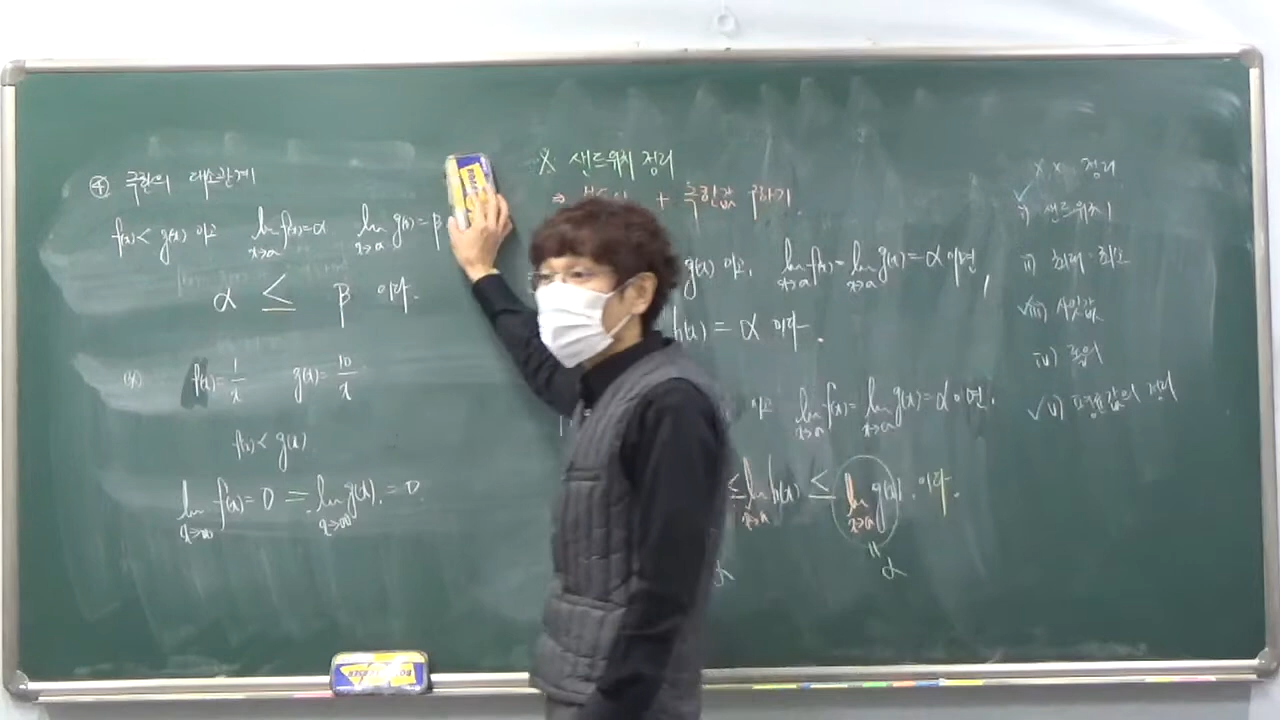 ④ 극한의 대소관계
f(x) < g(x) 이고 lim x→a f(x) = α lim x→a g(x) = β
α ≤ β 이다.
ex) f(x) = 1/x g(x) = 10/x
f(x) < g(x)
lim x→∞ f(x) = 0 = lim x→∞ g(x) = 0.
※ 샌드위치 정리
⇒ + 극한값 구하기.
g(x) 이고, lim x→a f(x) = lim x→a g(x) = α 이면,
h(x) = α 이다.
이고 lim x→a f(x) = lim x→a g(x) = α 이면.
≤ lim x→a h(x) ≤ lim x→a g(x) 이다.
α
α
※※ 정리
✓ i) 샌드위치
ii) 최대·최소
✓ iii) 사잇값
iv)
✓ v) 평균값의 정리